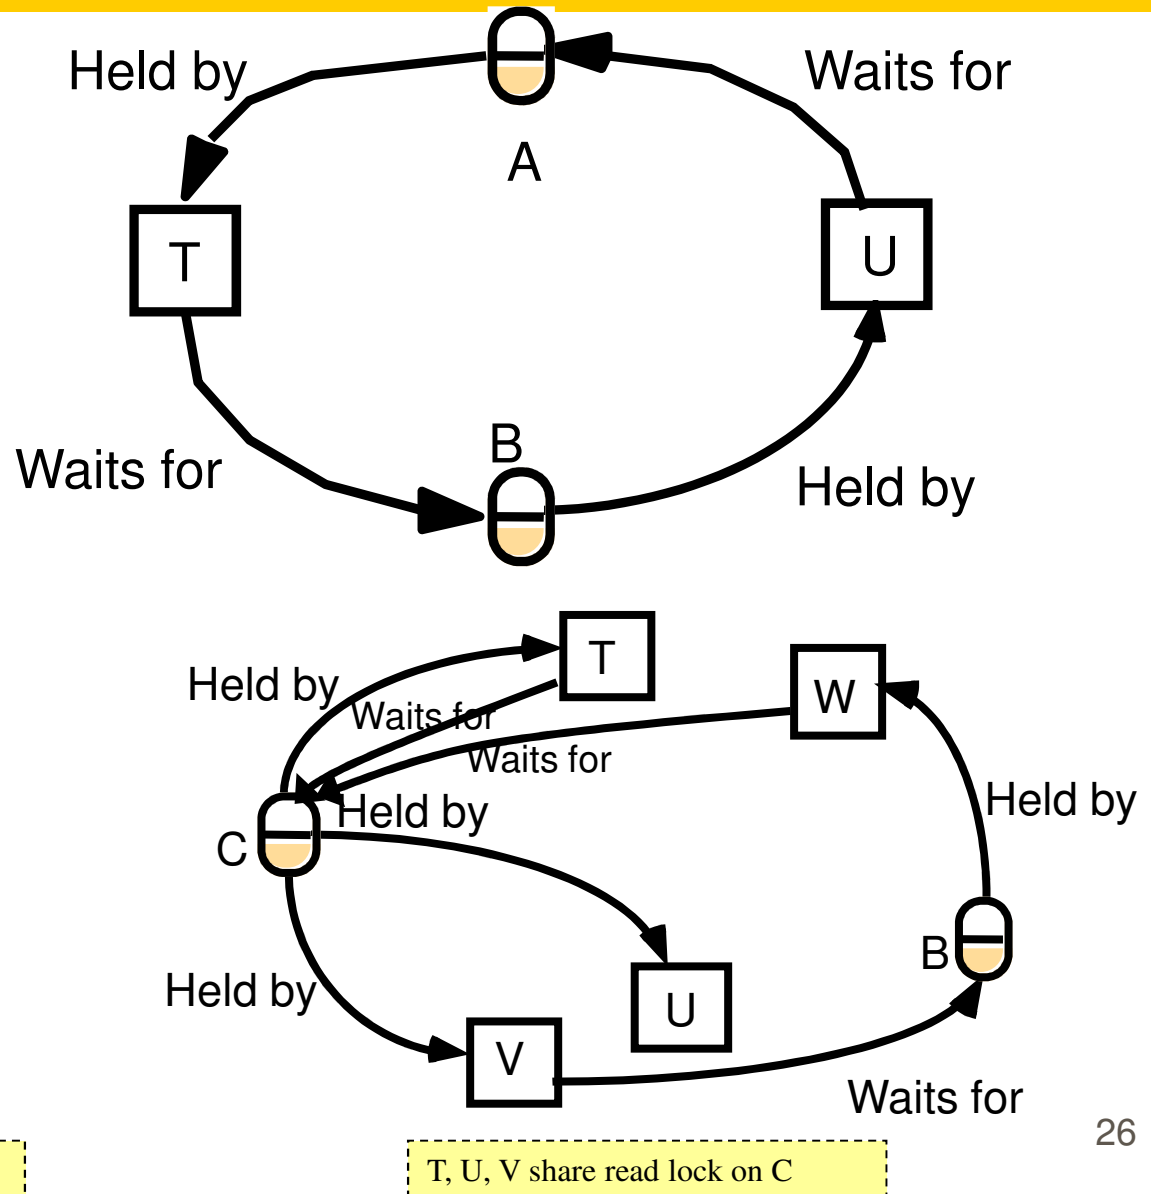 Held by
Waits for
A
T
U
B
Waits for
Held by
T
Held by
W
Waits for
Waits for
Held by
Held by
C
B
Held by
U
V
Waits for
26
T, U, V share read lock on C